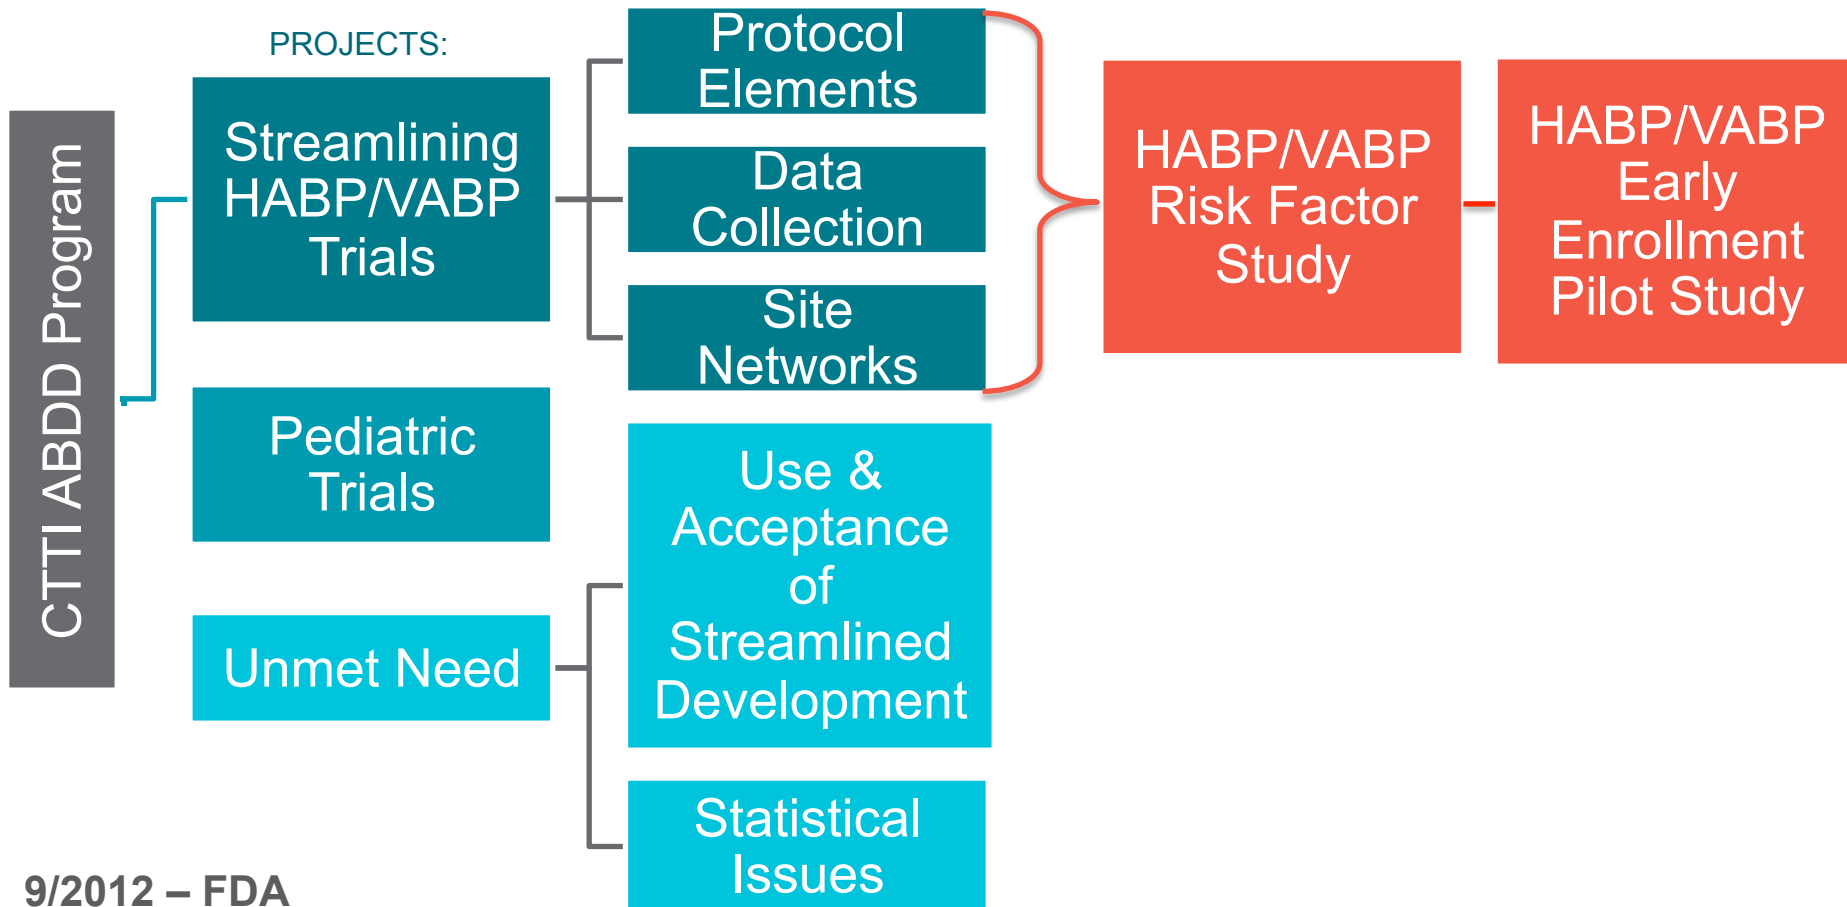 CTTI ABDD Program
PROJECTS:
Streamlining
HABP/VABP
Trials
Pediatric
Trials
Unmet Need
Protocol
Elements
Data
Collection
Site
Networks
Use &
Acceptance
of
Streamlined
Development
Statistical
Issues
HABP/VABP
Risk Factor
Study
HABP/VABP
Early
Enrollment
Pilot Study
9/2012 – FDA